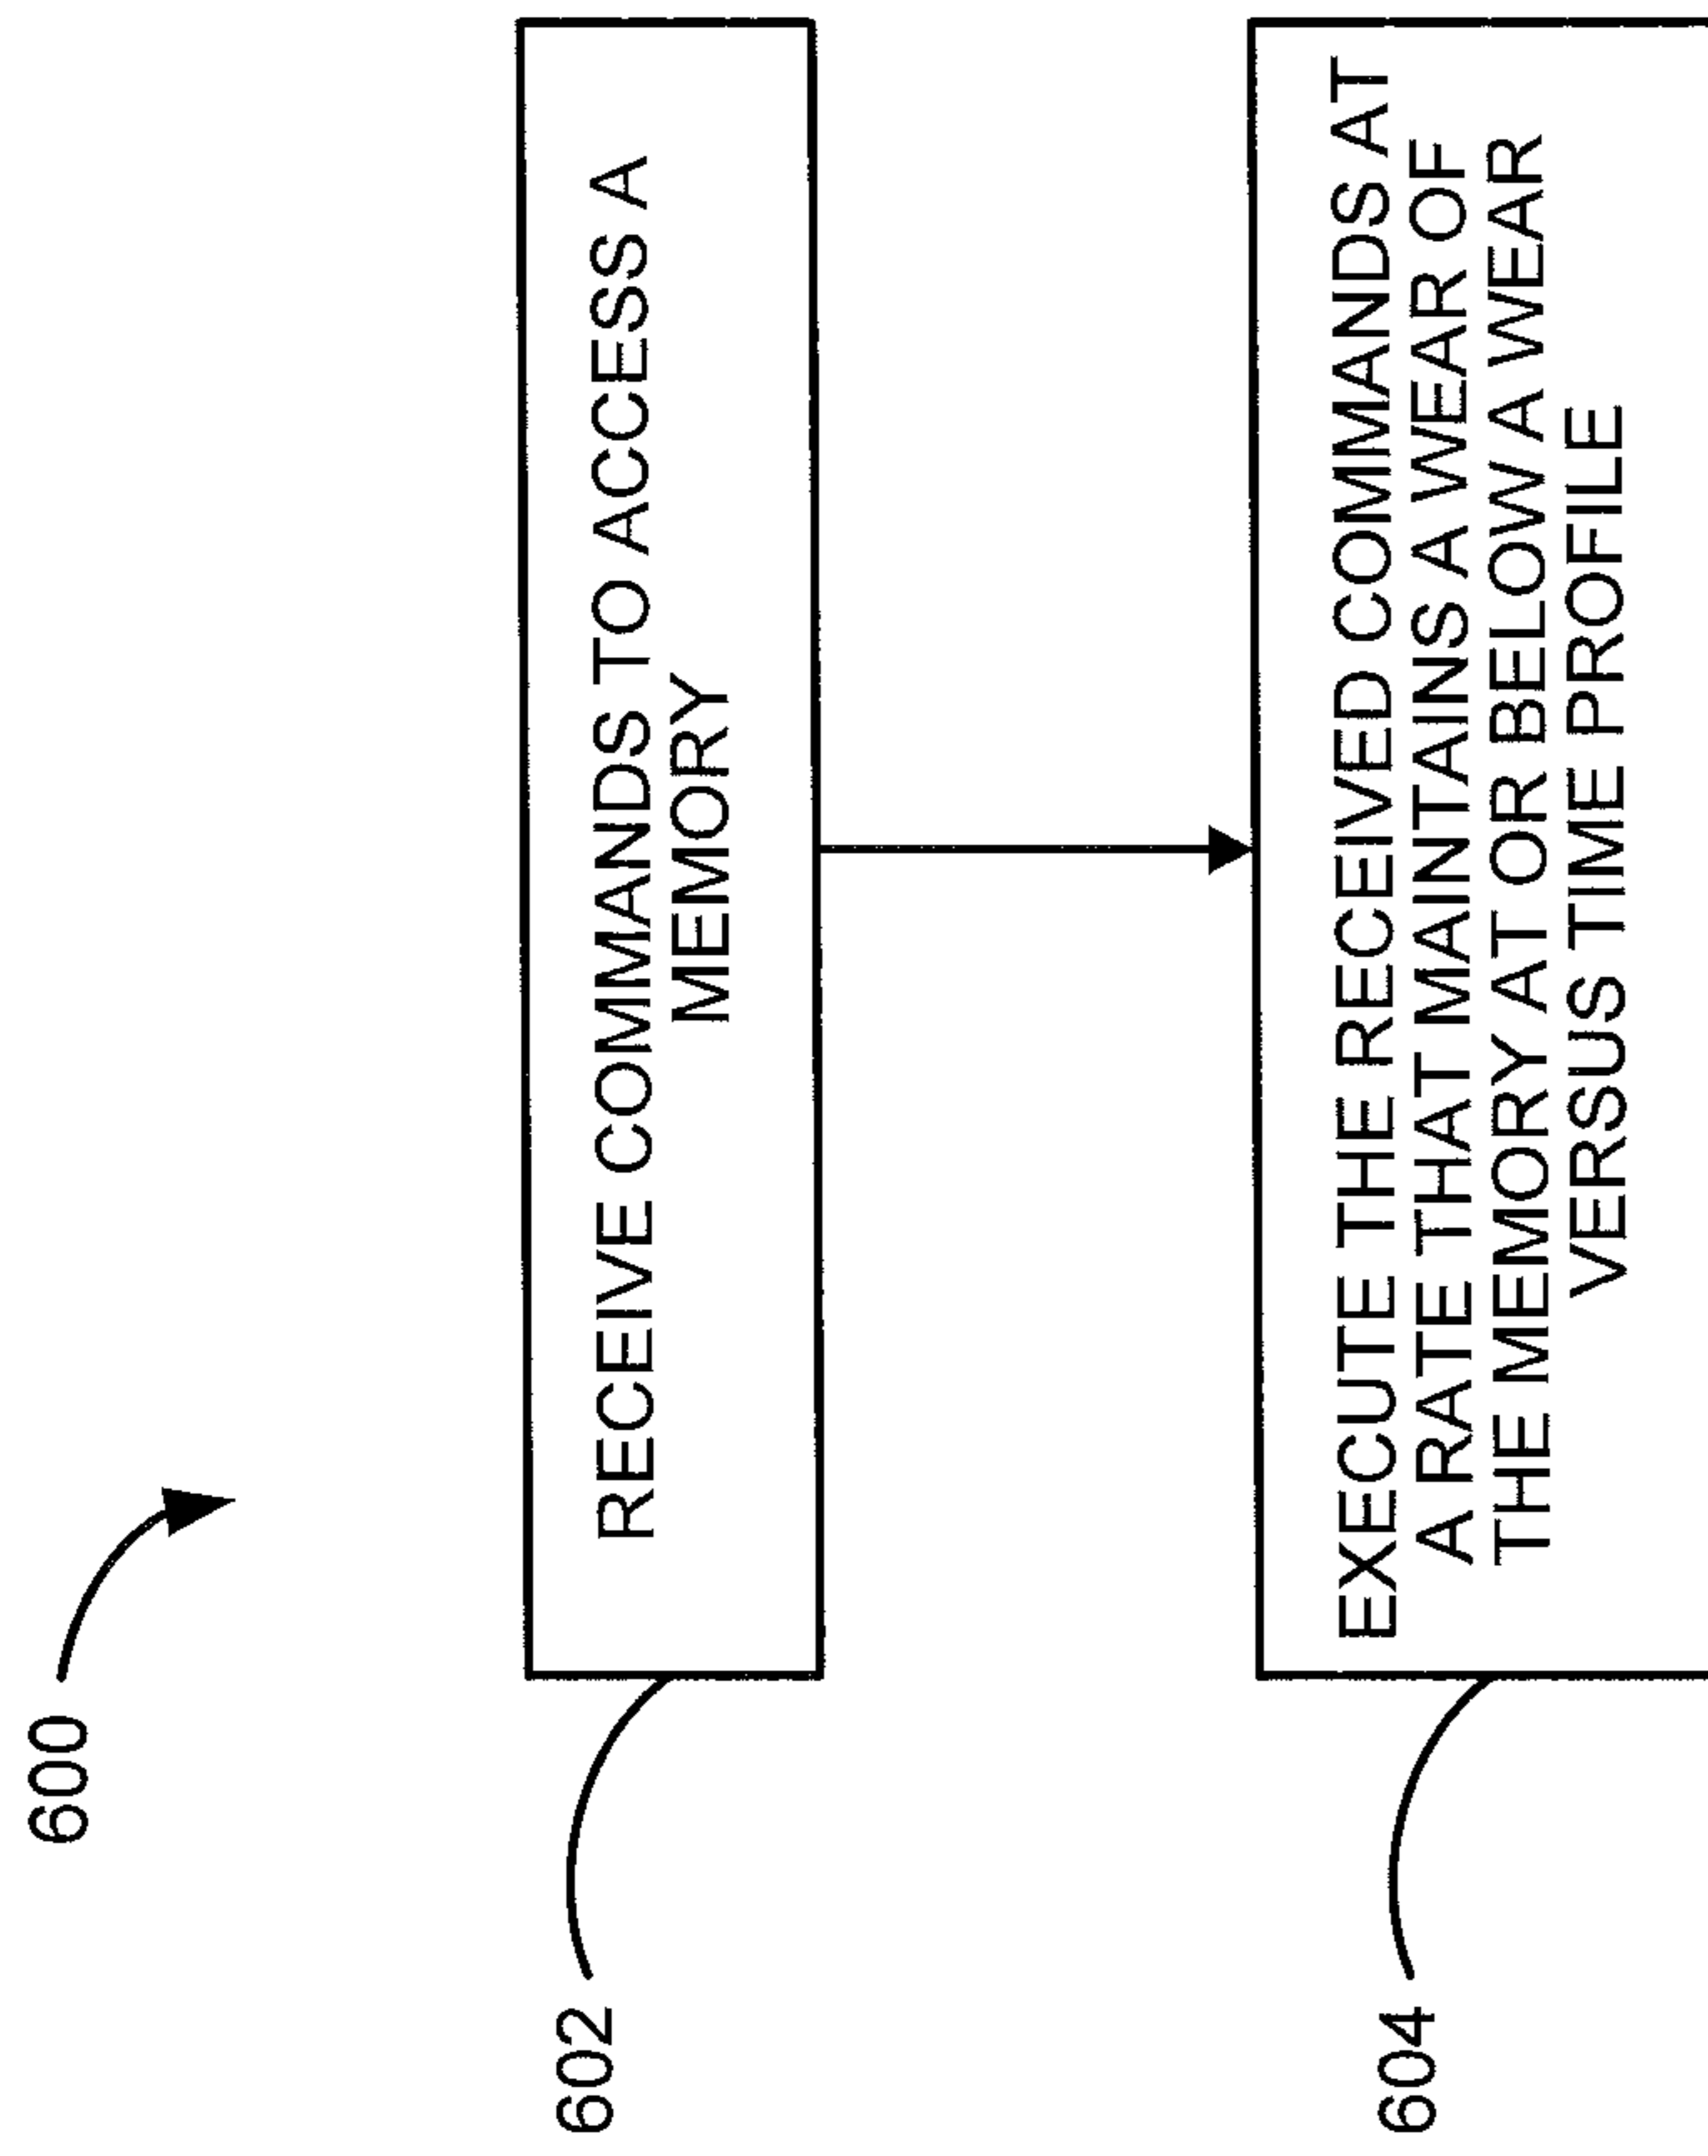 600
602
RECEIVE COMMANDS TO ACCESS A
MEMORY
604
EXECUTE THE RECEIVED COMMANDS AT
A RATE THAT MAINTAINS A WEAR OF
THE MEMORY AT OR BELOW A WEAR
VERSUS TIME PROFILE